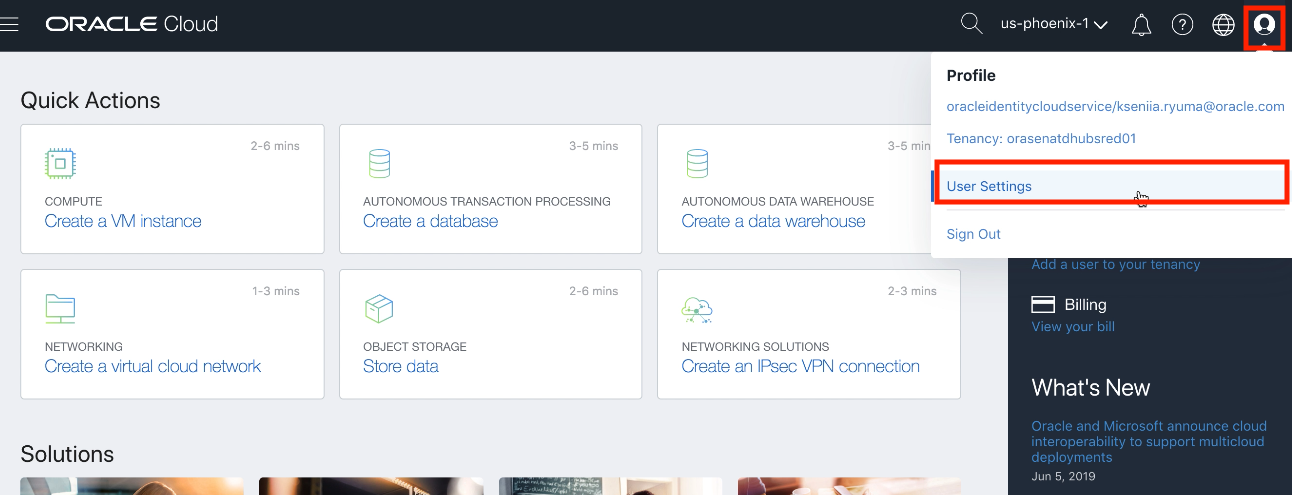 ORACLE Cloud
us-phoenix-1
Profile
oracleidentitycloudservice/kseniia.ryuma@oracle.com
Tenancy: orasenatdhubsred01
User Settings
Sign Out
Quick Actions
2-6 mins
COMPUTE
Create a VM instance
3-5 mins
AUTONOMOUS TRANSACTION PROCESSING
Create a database
3-5 min
AUTONOMOUS DATA WAREHOUSE
Create a data warehouse
1-3 mins
NETWORKING
Create a virtual cloud network
2-6 mins
OBJECT STORAGE
Store data
2-3 mins
NETWORKING SOLUTIONS
Create an IPsec VPN connection
Solutions
Add a user to your tenancy
Billing
View your bill
What's New
Oracle and Microsoft announce cloud
interoperability to support multicloud
deployments
Jun 5, 2019